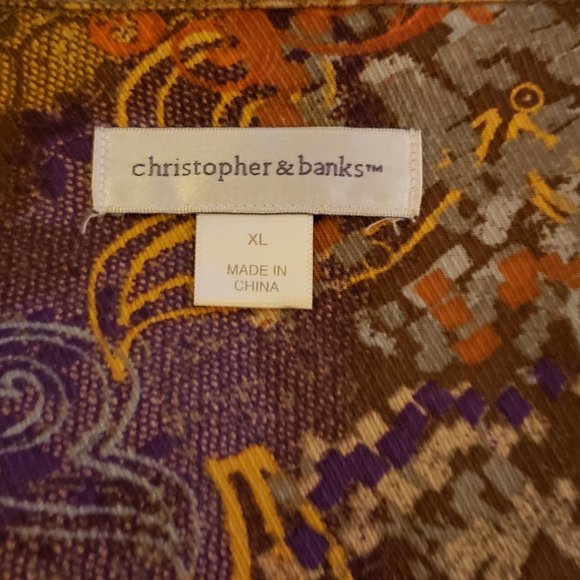 christopher & banks™
XL
MADE IN
CHINA